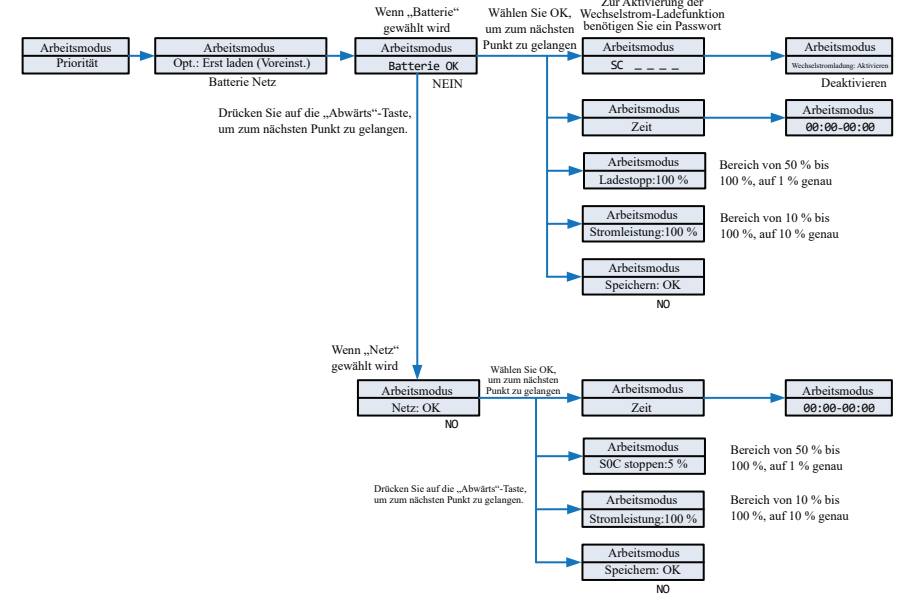 Wenn „Batterie“
gewählt wird
Wählen Sie OK,
um zum nächsten
Punkt zu gelangen
Zur Aktivierung der
Wechselstrom-Ladefunktion
benötigen Sie ein Passwort
Arbeitsmodus
Priorität
Arbeitsmodus
Opt.: Erst laden (Voreinst.)
Batterie Netz
Arbeitsmodus
Batterie OK
NEIN
Arbeitsmodus
SC _ _ _ _
Arbeitsmodus
Wechselstromladung: Aktivieren
Deaktivieren
Drücken Sie auf die „Abwärts“-Taste,
um zum nächsten Punkt zu gelangen.
Arbeitsmodus
Zeit
Arbeitsmodus
00:00-00:00
Arbeitsmodus
Ladestopp:100 %
Bereich von 50 % bis
100 %, auf 1 % genau
Arbeitsmodus
Stromleistung:100 %
Bereich von 10 % bis
100 %, auf 10 % genau
Arbeitsmodus
Speichern: OK
NO
Wenn „Netz“
gewählt wird
Arbeitsmodus
Netz: OK
NO
Wählen Sie OK,
um zum nächsten
Punkt zu gelangen
Arbeitsmodus
Zeit
Arbeitsmodus
00:00-00:00
Arbeitsmodus
S0C stoppen:5 %
Bereich von 50 % bis
100 %, auf 1 % genau
Drücken Sie auf die „Abwärts“-Taste,
um zum nächsten Punkt zu gelangen.
Arbeitsmodus
Stromleistung:100 %
Bereich von 10 % bis
100 %, auf 10 % genau
Arbeitsmodus
Speichern: OK
NO